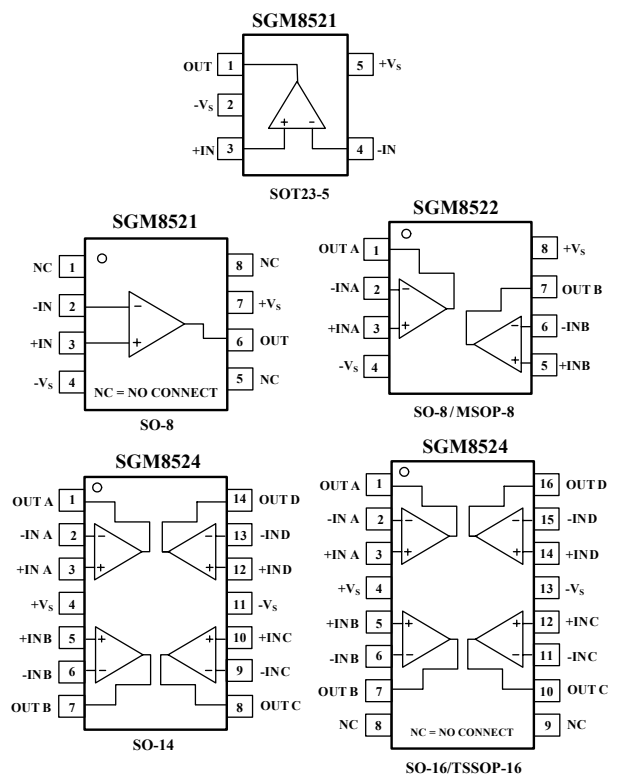 SGM8521
OUT 1 5 +VS
-VS 2
+ -
+IN 3 4 -IN
SOT23-5
SGM8521
NC 1 8 NC
-IN 2 - 7 +VS
+IN 3 + 6 OUT
-VS 4 5 NC
NC = NO CONNECT
SO-8
SGM8522
OUT A 1 8 +VS
-INA 2 - 7 OUT B
+INA 3 + - 6 -INB
-VS 4 + 5 +INB
SO-8 / MSOP-8
SGM8524
OUT A 1 14 OUT D
-IN A 2 - - 13 -IND
+IN A 3 + + 12 +IND
+VS 4 11 -VS
+INB 5 + + 10 +INC
-INB 6 - - 9 -INC
OUT B 7 8 OUT C
SO-14
SGM8524
OUT A 1 16 OUT D
-IN A 2 - - 15 -IND
+IN A 3 + + 14 +IND
+VS 4 13 -VS
+INB 5 + + 12 +INC
-INB 6 - - 11 -INC
OUT B 7 10 OUT C
NC 8 NC = NO CONNECT 9 NC
SO-16/TSSOP-16